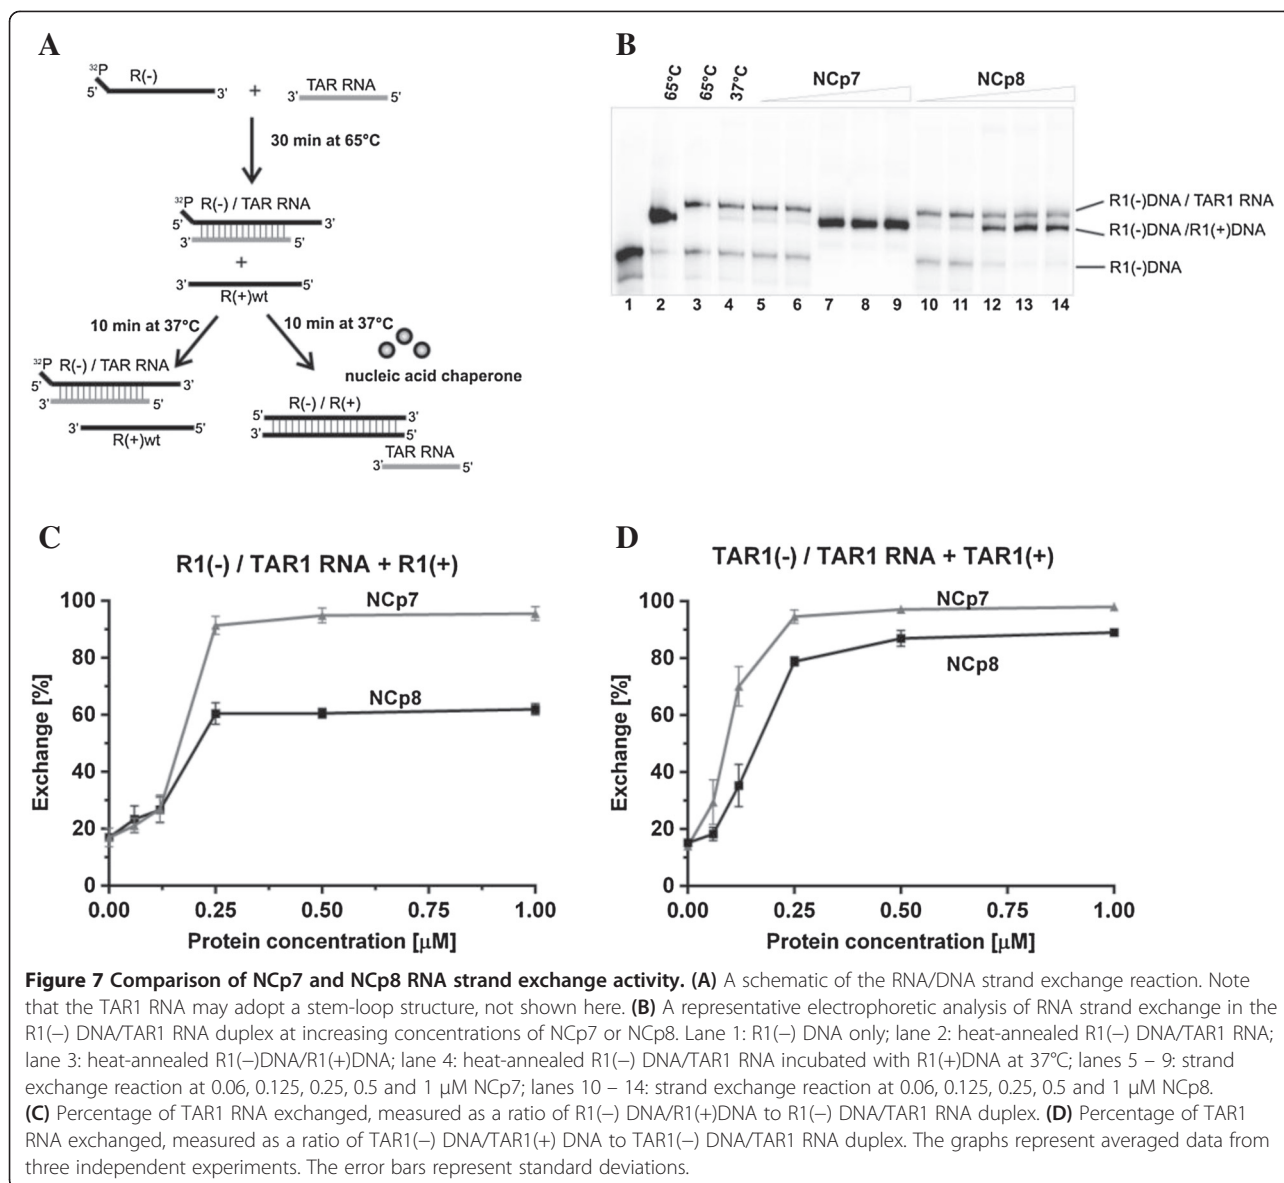 A
32P
R(-)
5'
3'
+
TAR RNA
3'
5'
+
30 min at 65°C
32P
R(-) / TAR RNA
5'
3'
3'
5'
+
3'
5'
R(+)wt
10 min at 37°C
10 min at 37°C
nucleic acid chaperone
32P R(-) / TAR RNA
5'
3'
3'
5'
3'
5'
R(+)wt
R(-) / R(+)
5'
3'
3'
5'
TAR RNA
3'
5'
B
65°C
65°C
37°C
NCp7
NCp8
R1(-)DNA / TAR1 RNA
R1(-)DNA /R1(+)DNA
R1(-)DNA
1 2 3 4 5 6 7 8 9 10 11 12 13 14
C
R1(-) / TAR1 RNA + R1(+)
NCp7
NCp8
100
80
60
40
20
0
Exchange [%]
0.00 0.25 0.50 0.75 1.00
Protein concentration [µM]
D
TAR1(-) / TAR1 RNA + TAR1(+)
NCp7
NCp8
100
80
60
40
20
0
Exchange [%]
0.00 0.25 0.50 0.75 1.00
Protein concentration [µM]
Figure 7 Comparison of NCp7 and NCp8 RNA strand exchange activity. (A) A schematic of the RNA/DNA strand exchange reaction. Note
that the TAR1 RNA may adopt a stem-loop structure, not shown here. (B) A representative electrophoretic analysis of RNA strand exchange in the
R1(−) DNA/TAR1 RNA duplex at increasing concentrations of NCp7 or NCp8. Lane 1: R1(−) DNA only; lane 2: heat-annealed R1(−) DNA/TAR1 RNA;
lane 3: heat-annealed R1(−)DNA/R1(+)DNA; lane 4: heat-annealed R1(−) DNA/TAR1 RNA incubated with R1(+)DNA at 37°C; lanes 5 – 9: strand
exchange reaction at 0.06, 0.125, 0.25, 0.5 and 1 µM NCp7; lanes 10 – 14: strand exchange reaction at 0.06, 0.125, 0.25, 0.5 and 1 µM NCp8.
(C) Percentage of TAR1 RNA exchanged, measured as a ratio of R1(−) DNA/R1(+)DNA to R1(−) DNA/TAR1 RNA duplex. (D) Percentage of TAR1
RNA exchanged, measured as a ratio of TAR1(−) DNA/TAR1(+) DNA to TAR1(−) DNA/TAR1 RNA duplex. The graphs represent averaged data from
three independent experiments. The error bars represent standard deviations.